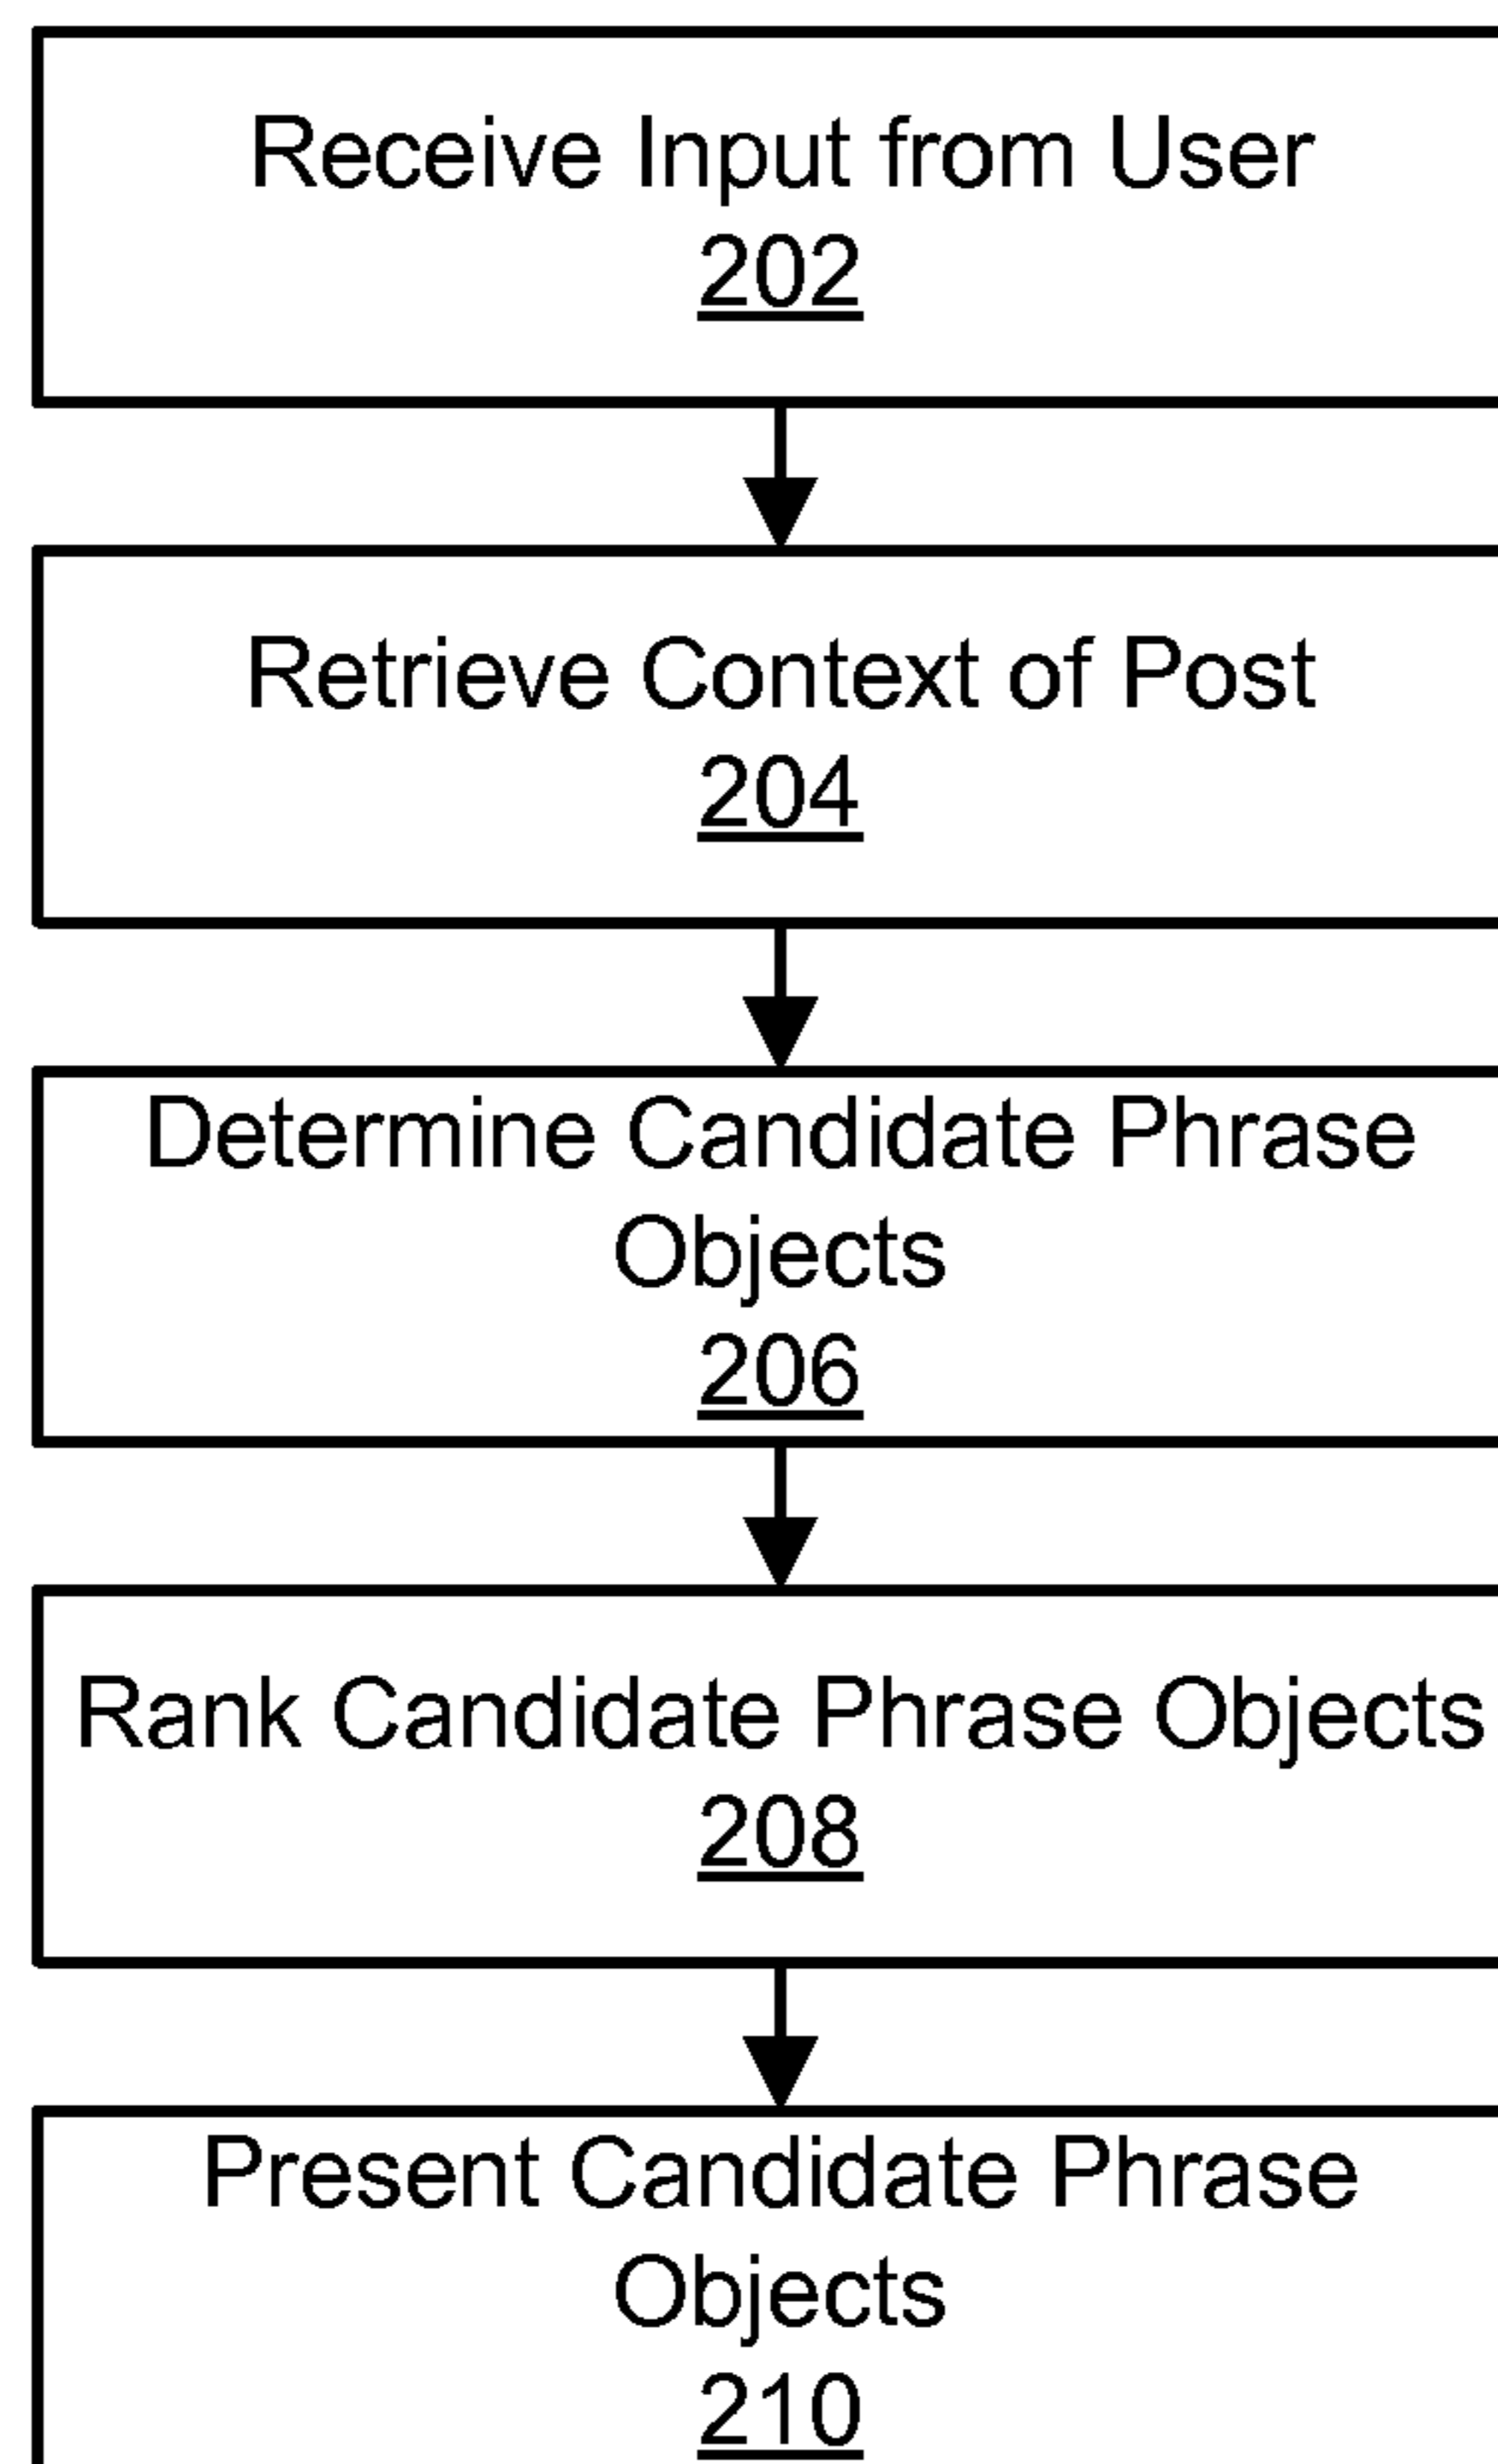 Receive Input from User
202
Retrieve Context of Post
204
Determine Candidate Phrase
Objects
206
Rank Candidate Phrase Objects
208
Present Candidate Phrase
Objects
210